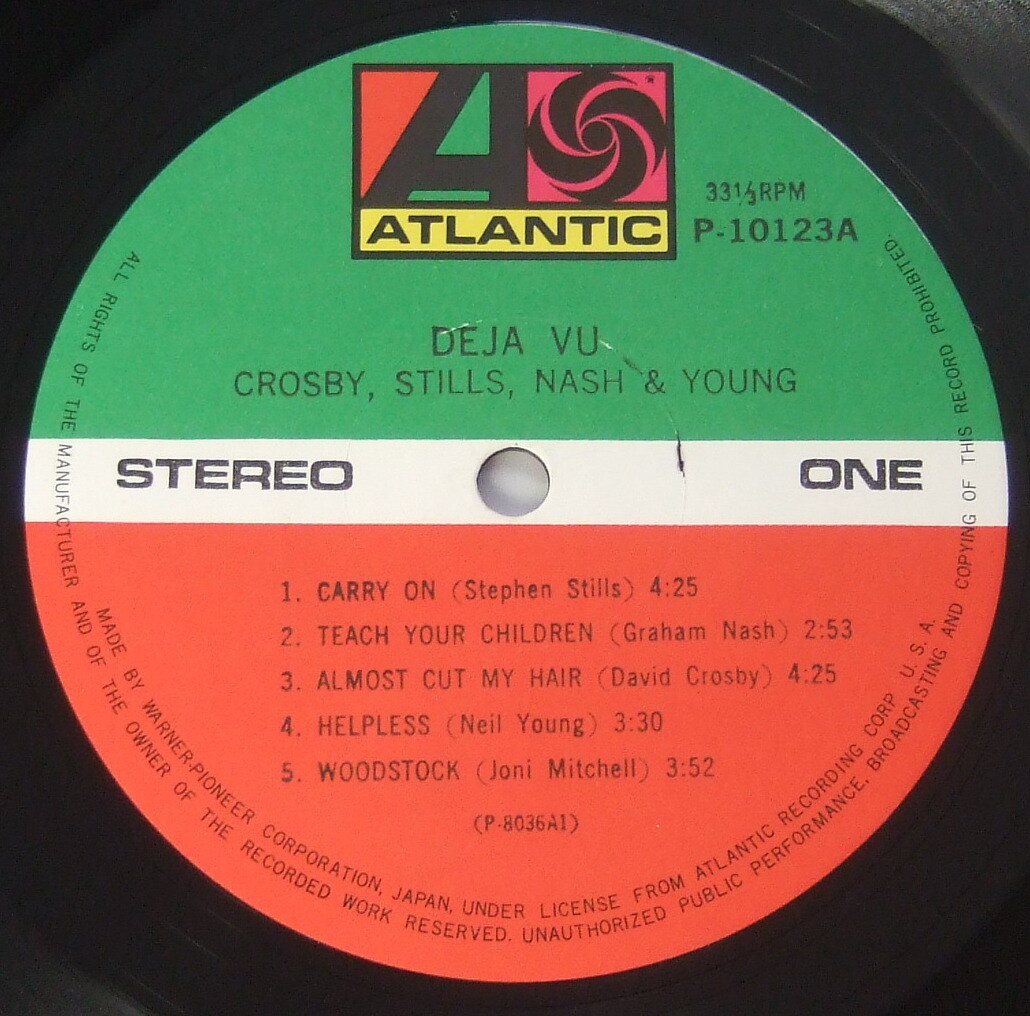 ATLANTIC
33⅓RPM
P-10123A
DEJA VU
CROSBY, STILLS, NASH & YOUNG
STEREO
ONE
1. CARRY ON (Stephen Stills) 4:25
2. TEACH YOUR CHILDREN (Graham Nash) 2:53
3. ALMOST CUT MY HAIR (David Crosby) 4:25
4. HELPLESS (Neil Young) 3:30
5. WOODSTOCK (Joni Mitchell) 3:52
(P-8036A1)
MADE BY WARNER-PIONEER CORPORATION, JAPAN, UNDER LICENSE FROM ATLANTIC RECORDING CORP U. S. A.
ALL RIGHTS OF THE MANUFACTURER AND OF THE OWNER OF THE RECORDED WORK RESERVED. UNAUTHORIZED PUBLIC PERFORMANCE, BROADCASTING AND COPYING OF THIS RECORD PROHIBITED.